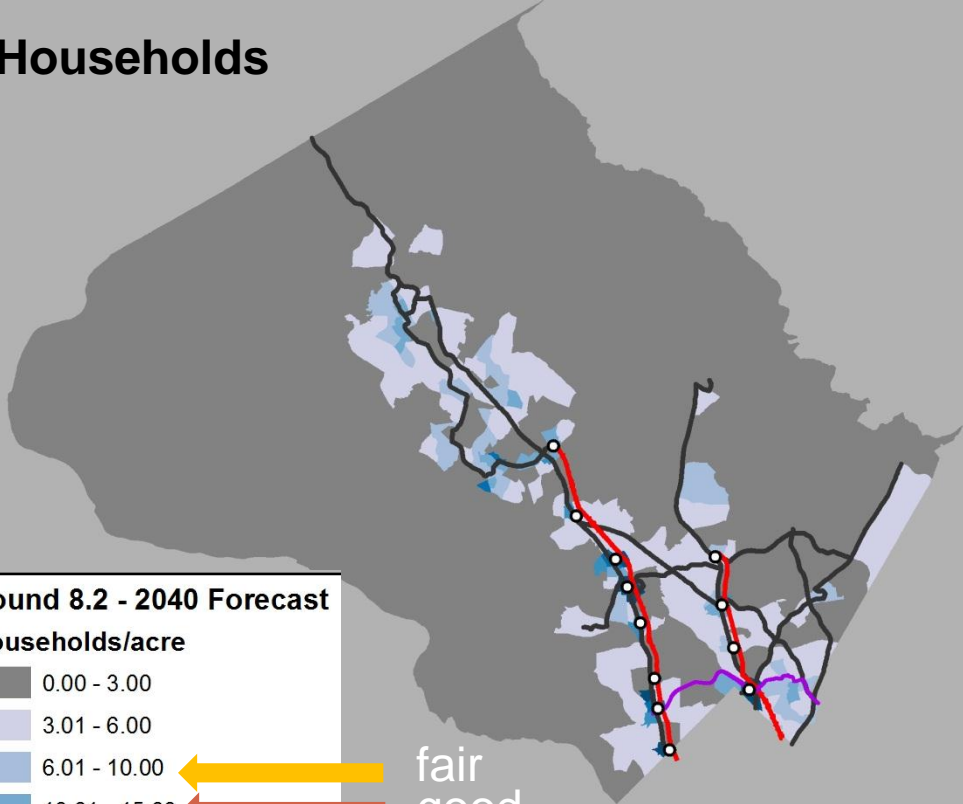 Households
ound 8.2 - 2040 Forecast
ouseholds/acre
0.00 - 3.00
3.01 - 6.00
6.01 - 10.00
fair
good